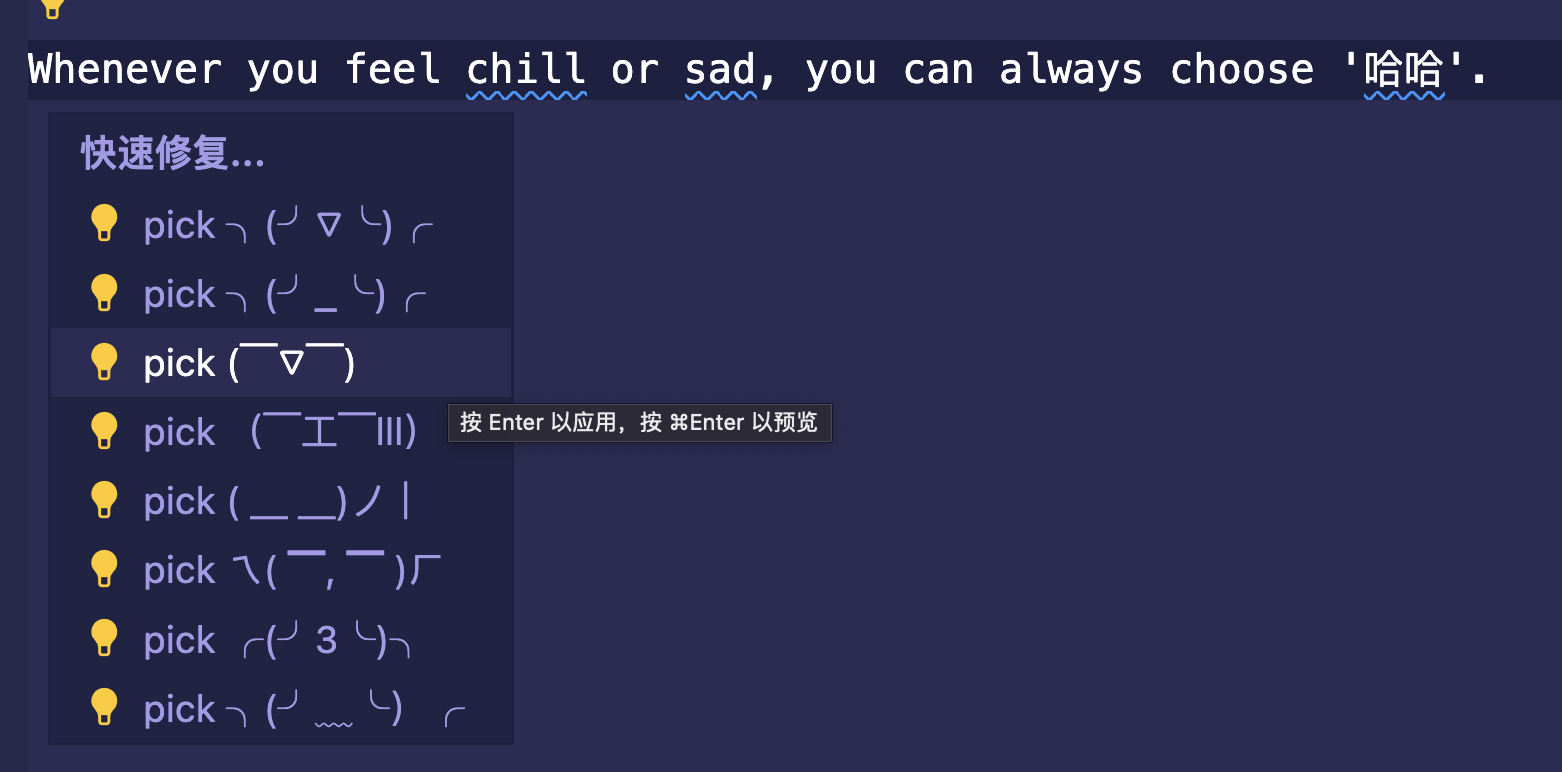 Whenever you feel chill or sad, you can always choose '哈哈'.
快速修复...
pick ╮(╯▽╰)╭
pick ╮(╯_╰)╭
pick (￣▽￣)
pick （￣工￣lll）
pick ( ＿ ＿)ノ｜
pick 乁( ￣, ￣ )厂
pick ╭(╯3╰)╮
pick ╮(╯﹏╰）╭
按 Enter 以应用，按 ⌘Enter 以预览